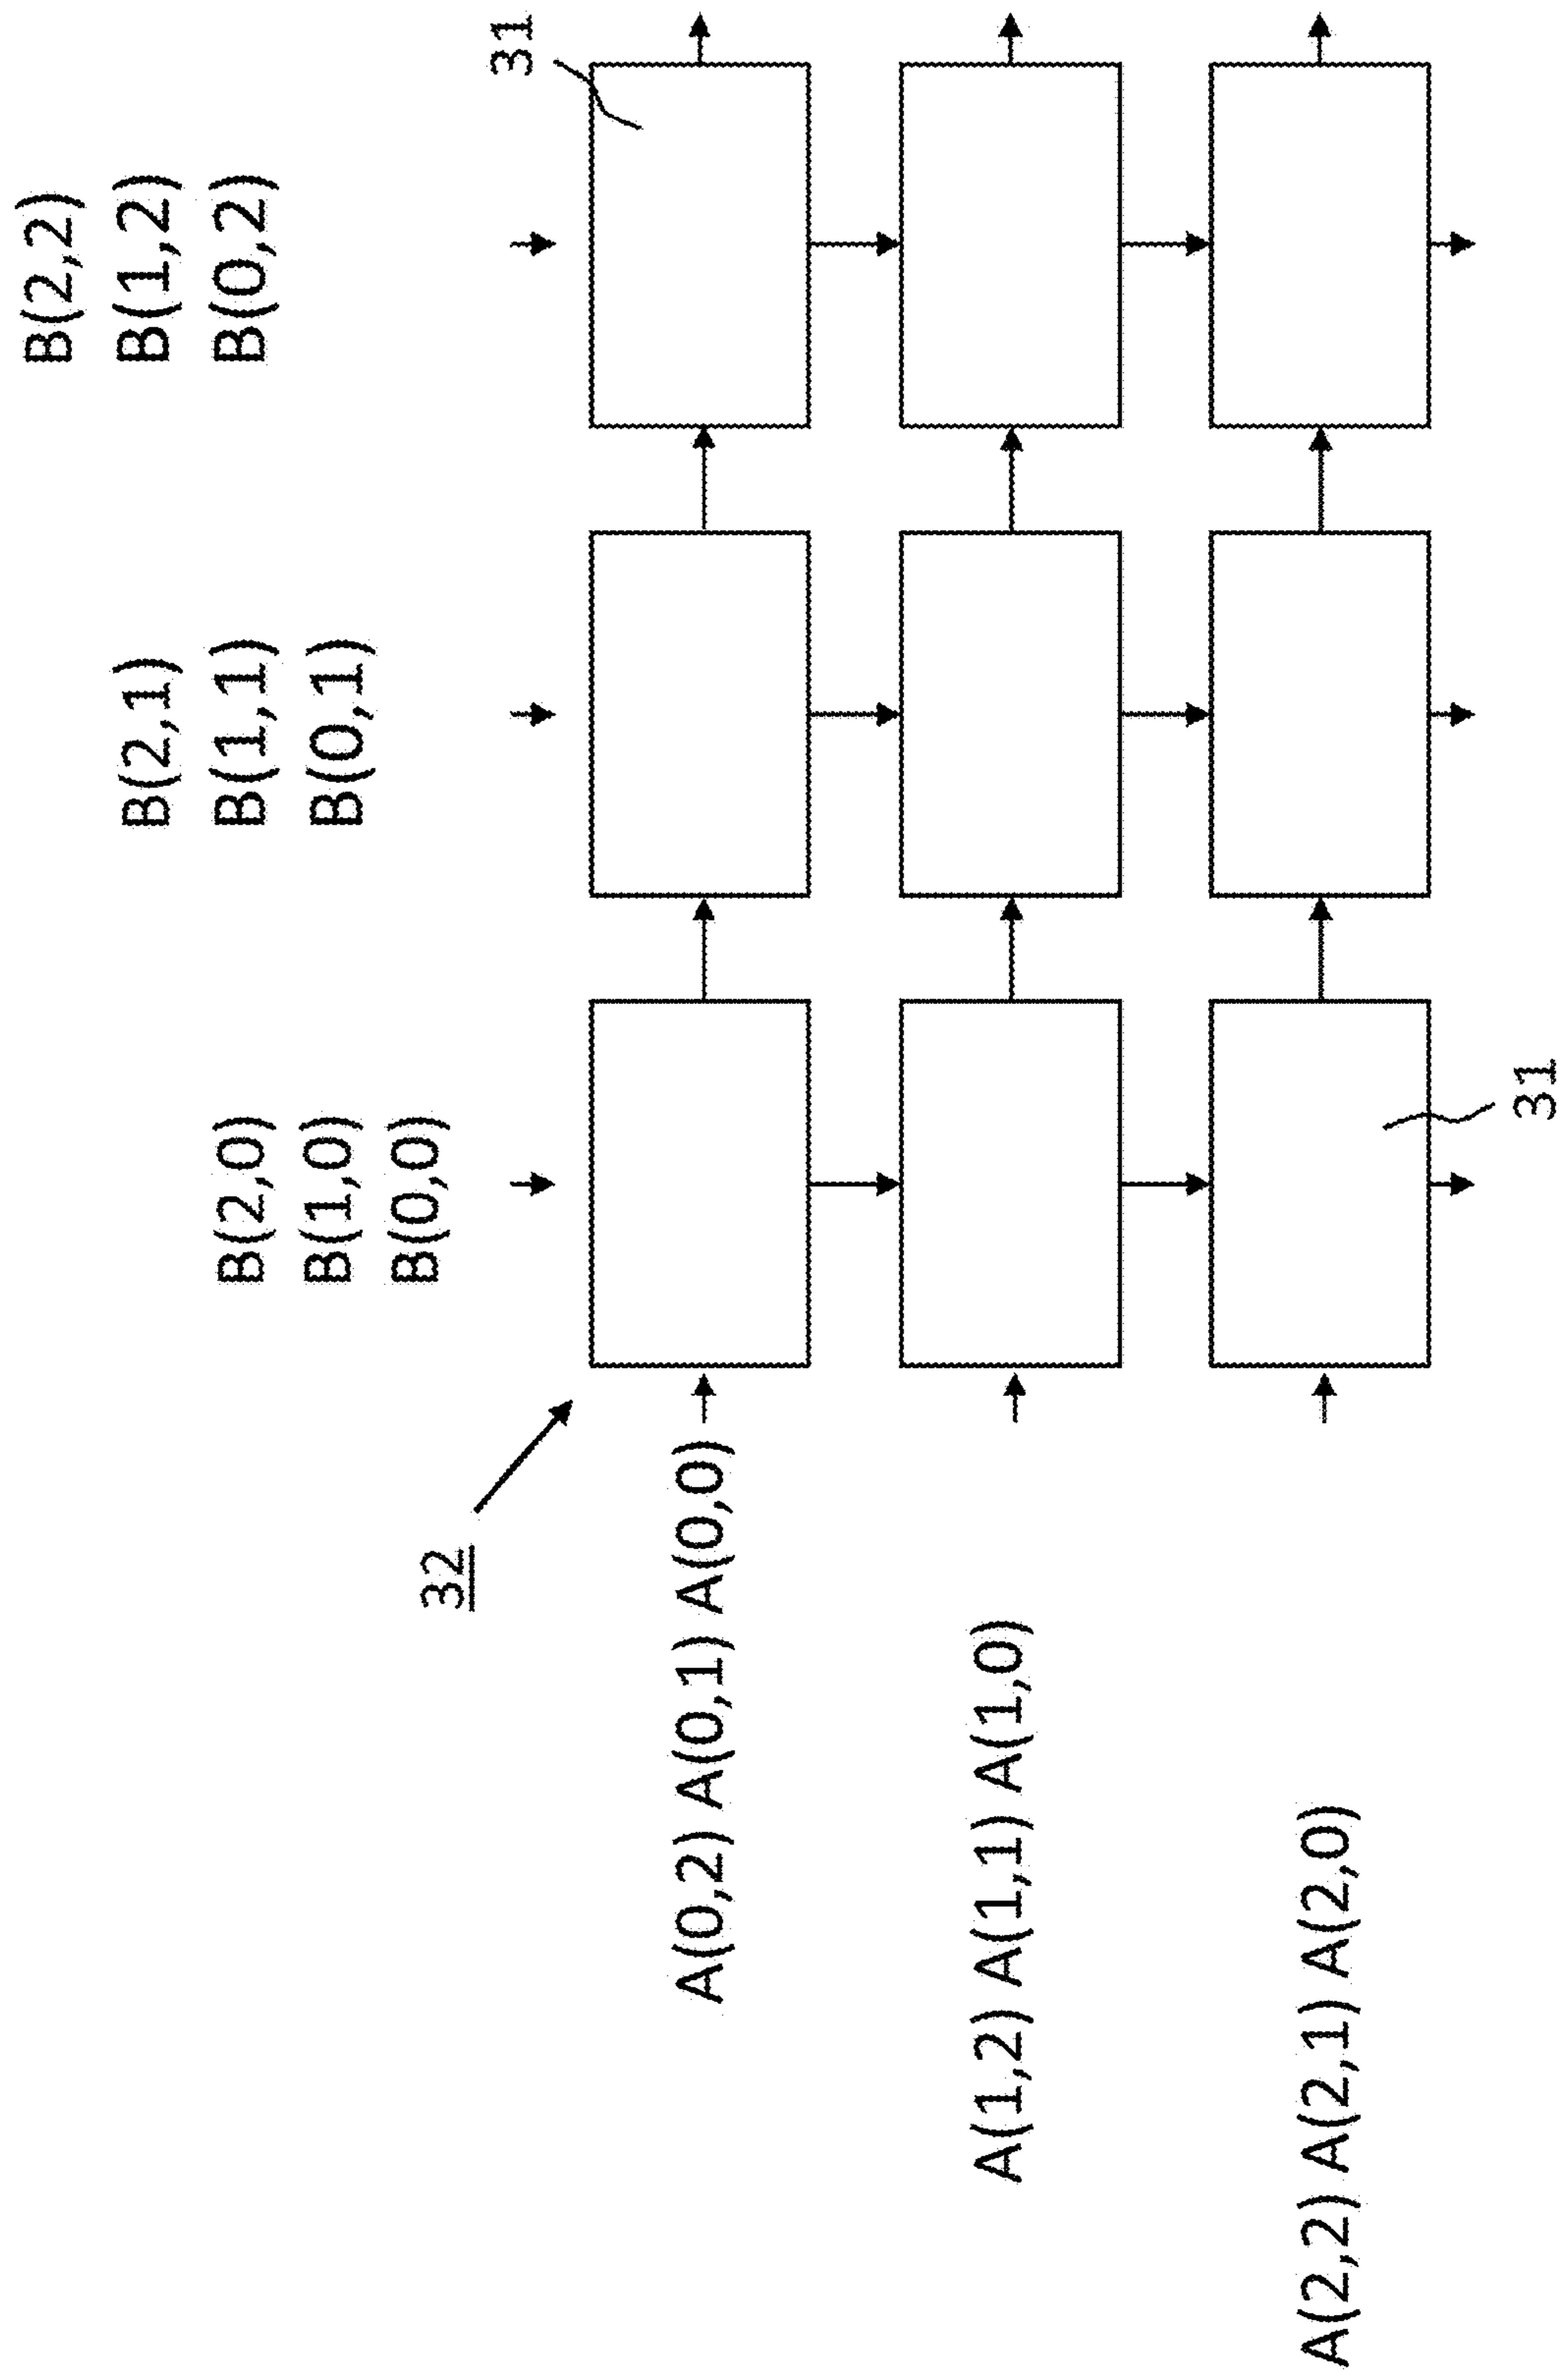 B(2,2)
B(2,1) B(1,2)
B(2,0) B(1,1) B(0,2)
B(1,0) B(0,1)
B(0,0)
31
32
A(0,2) A(0,1) A(0,0)
A(1,2) A(1,1) A(1,0)
A(2,2) A(2,1) A(2,0)
31